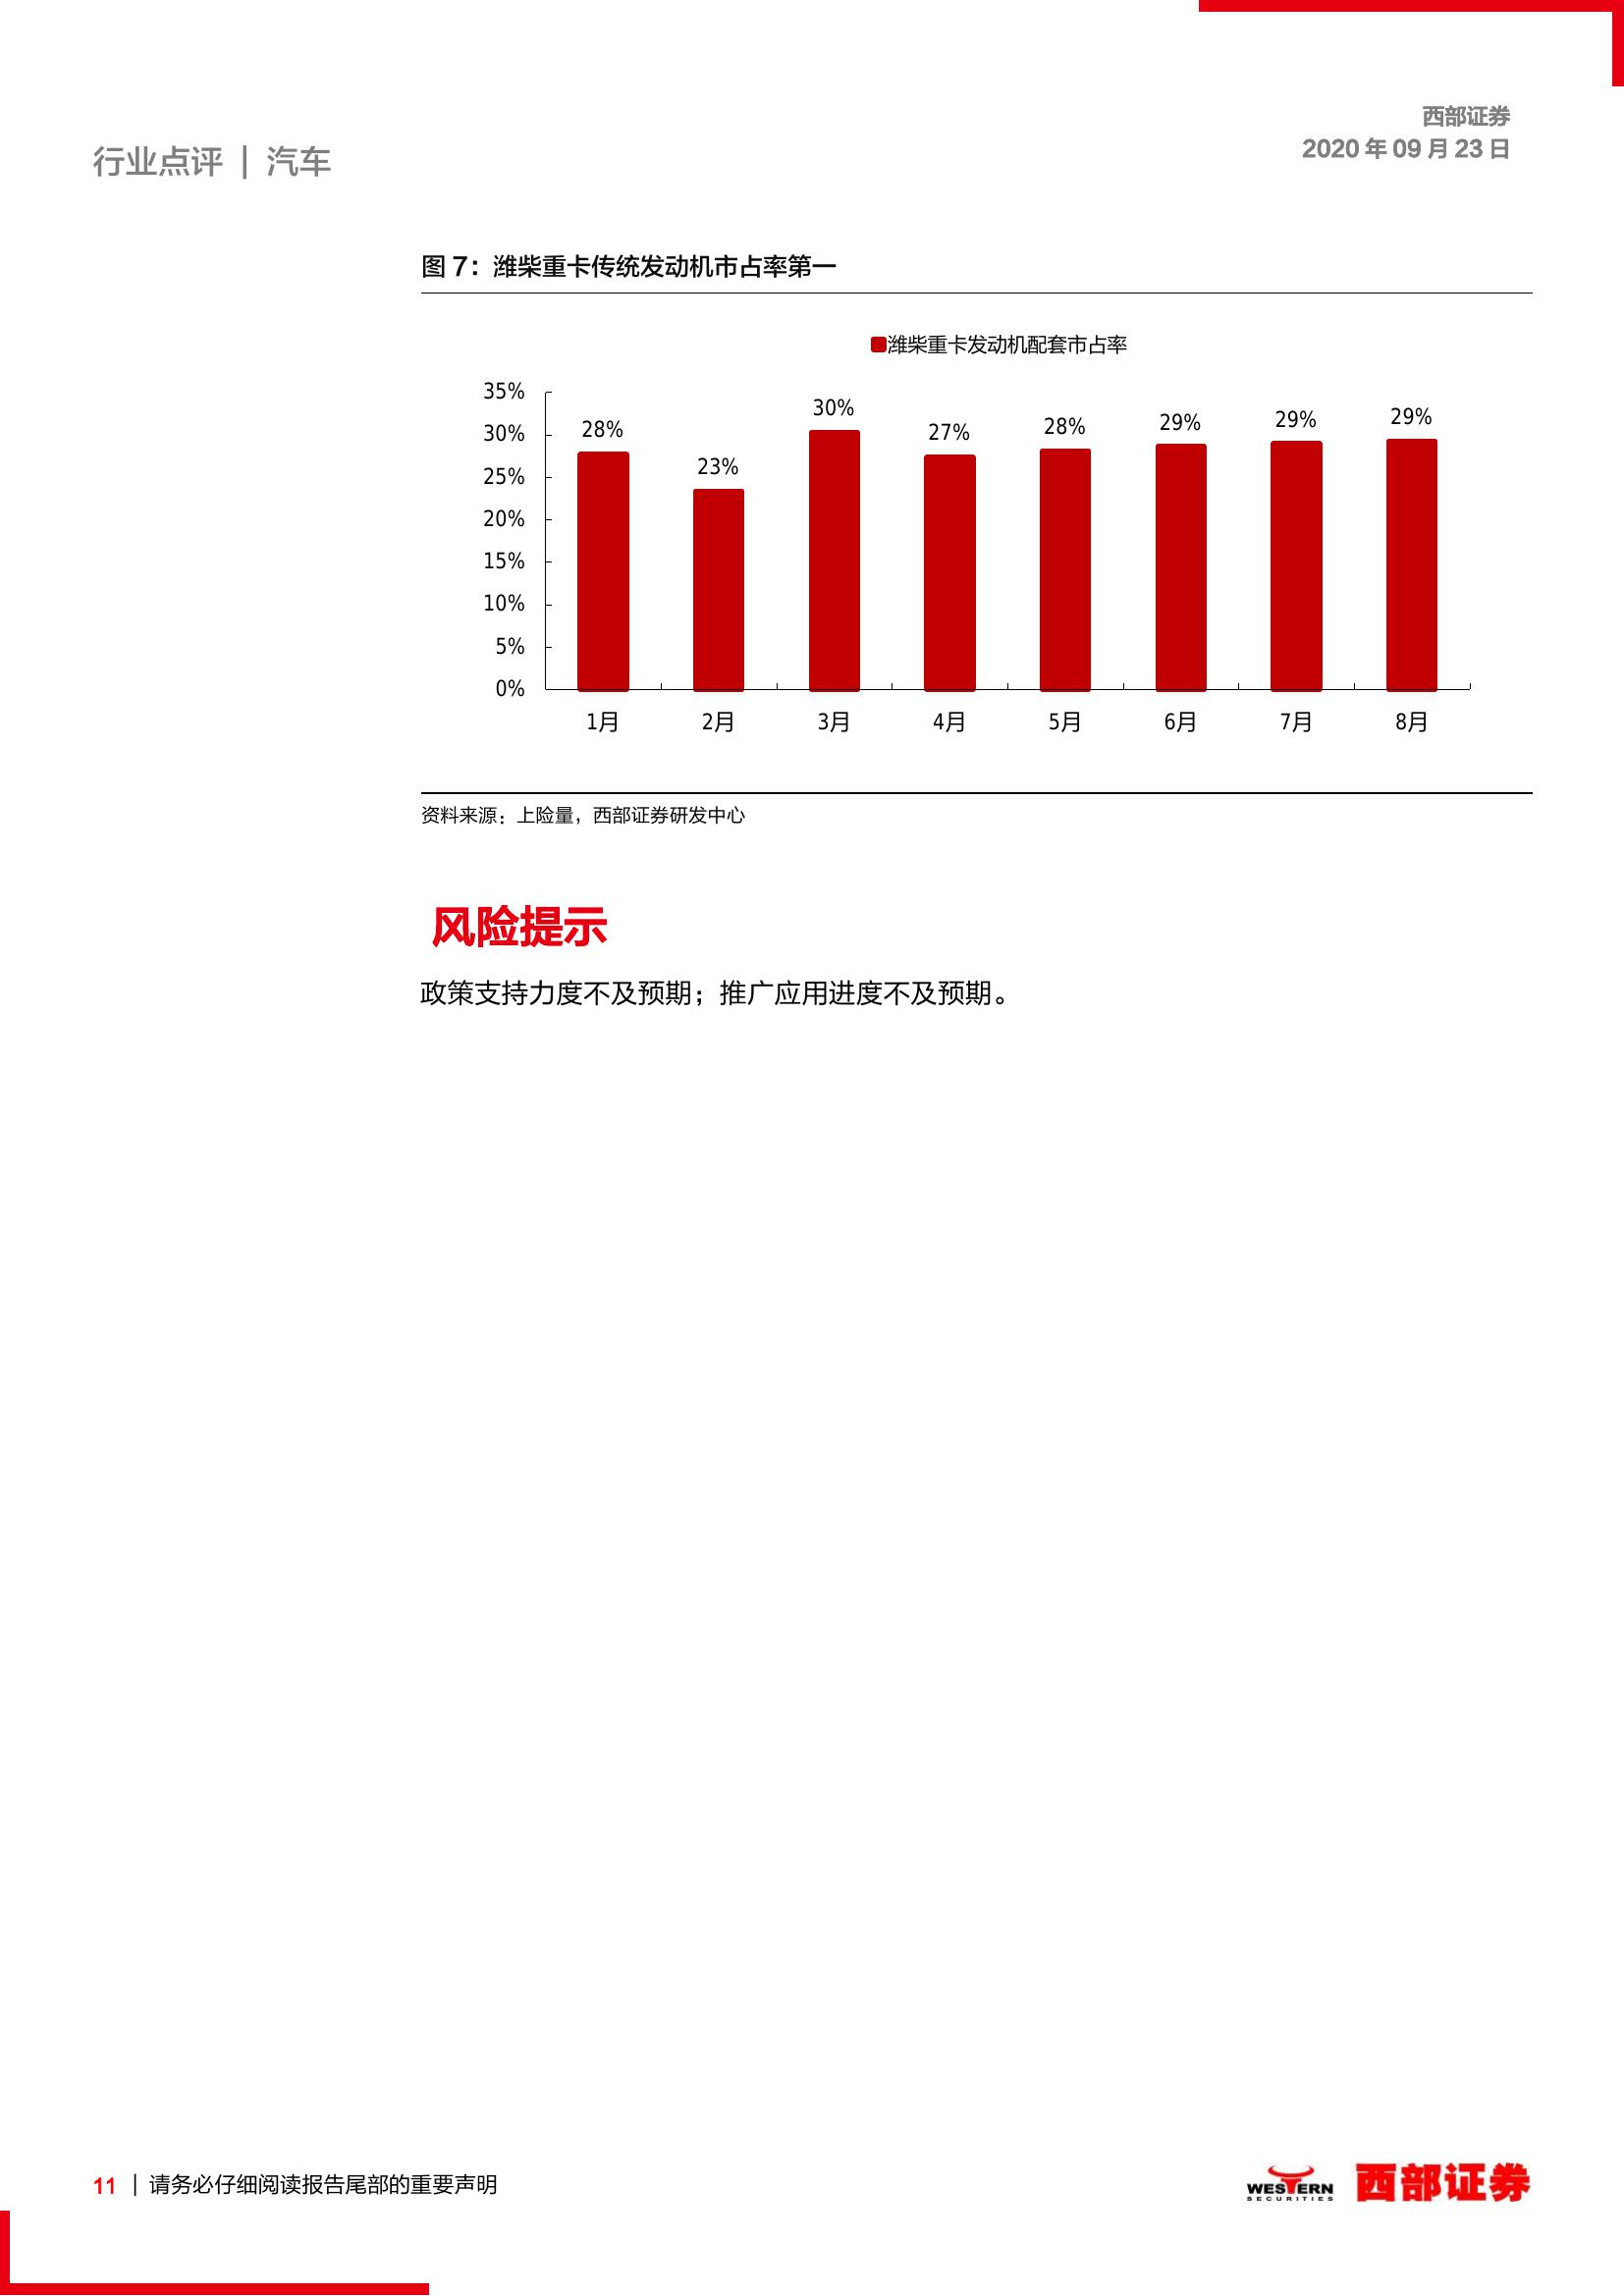 西部证券
2020 年 09 月 23 日
行业点评 | 汽车
图 7：潍柴重卡传统发动机市占率第一
潍柴重卡发动机配套市占率
35%
30%
25%
20%
15%
10%
5%
0%
28%
23%
30%
27%
28%
29%
29%
29%
1月
2月
3月
4月
5月
6月
7月
8月
资料来源：上险量，西部证券研发中心
风险提示
政策支持力度不及预期；推广应用进度不及预期。
11 | 请务必仔细阅读报告尾部的重要声明
WESTERN
SECURITIES
西部证券